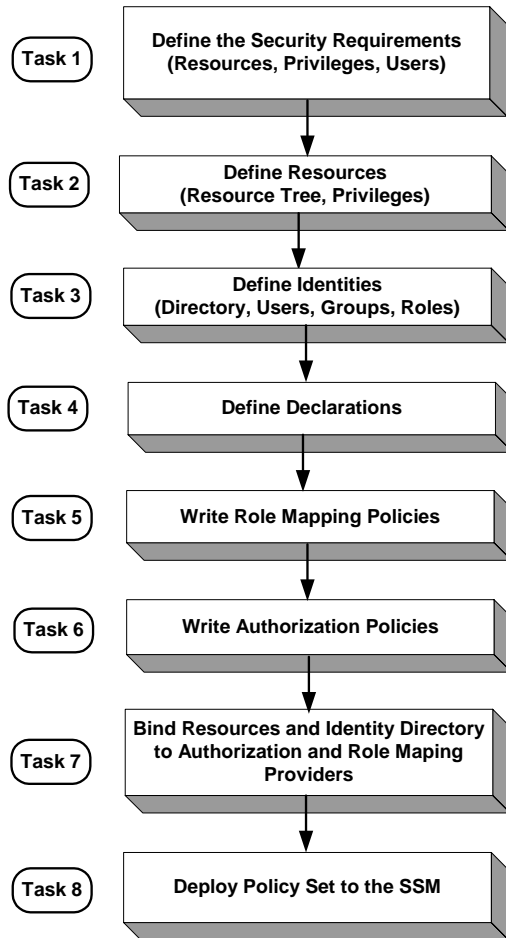 Task 1
Define the Security Requirements
(Resources, Privileges, Users)
Task 2
Define Resources
(Resource Tree, Privileges)
Task 3
Define Identities
(Directory, Users, Groups, Roles)
Task 4
Define Declarations
Task 5
Write Role Mapping Policies
Task 6
Write Authorization Policies
Task 7
Bind Resources and Identity Directory
to Authorization and Role Maping
Providers
Task 8
Deploy Policy Set to the SSM